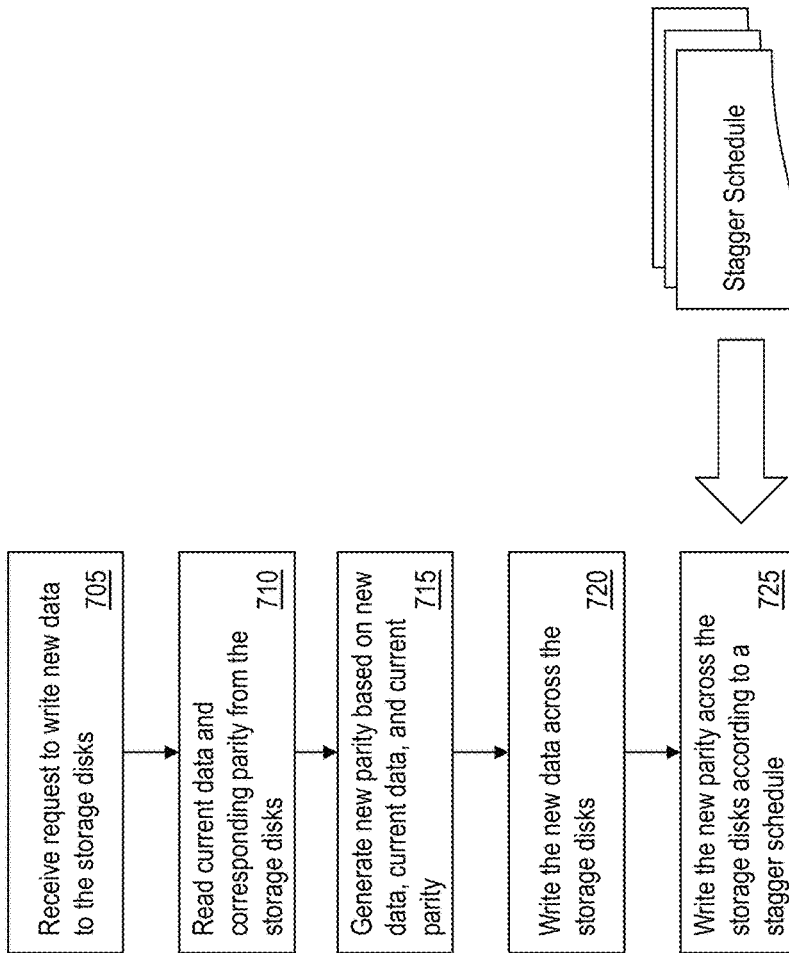 Receive request to write new data
to the storage disks
705
Read current data and
corresponding parity from the
storage disks
710
Generate new parity based on new
data, current data, and current
parity
715
Write the new data across the
storage disks
720
Write the new parity across the
storage disks according to a
stagger schedule
725
Stagger Schedule